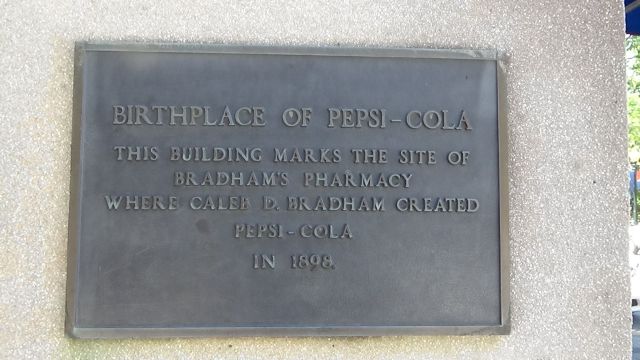 BIRTHPLACE OF PEPSI-COLA
THIS BUILDING MARKS THE SITE OF
BRADHAM'S PHARMACY
WHERE CALEB D. BRADHAM CREATED
PEPSI-COLA
IN 1898.